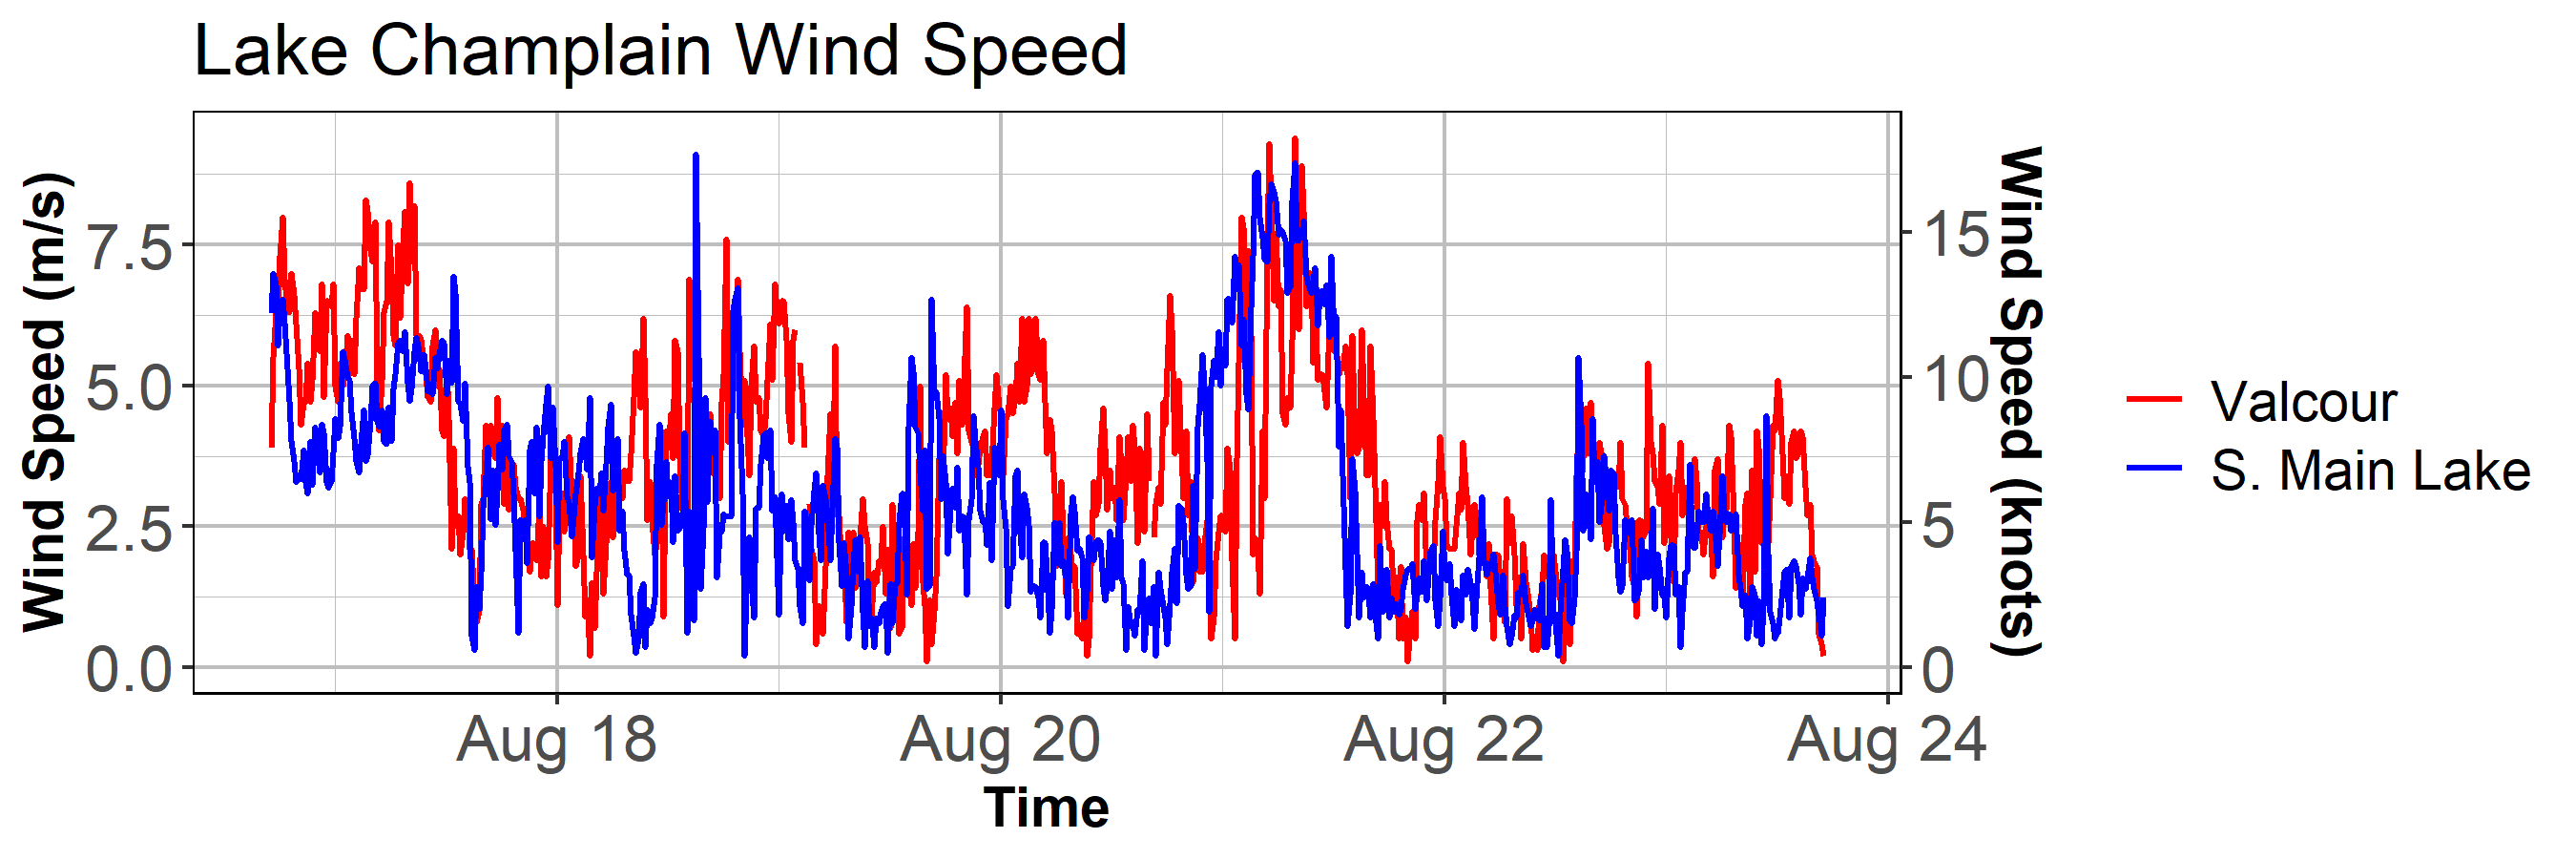 Lake Champlain Wind Speed
Wind Speed (m/s)
7.5
5.0
2.5
0.0
15
10
5
0
Wind Speed (knots)
Aug 18
Aug 20
Aug 22
Aug 24
Time
Valcour
S. Main Lake